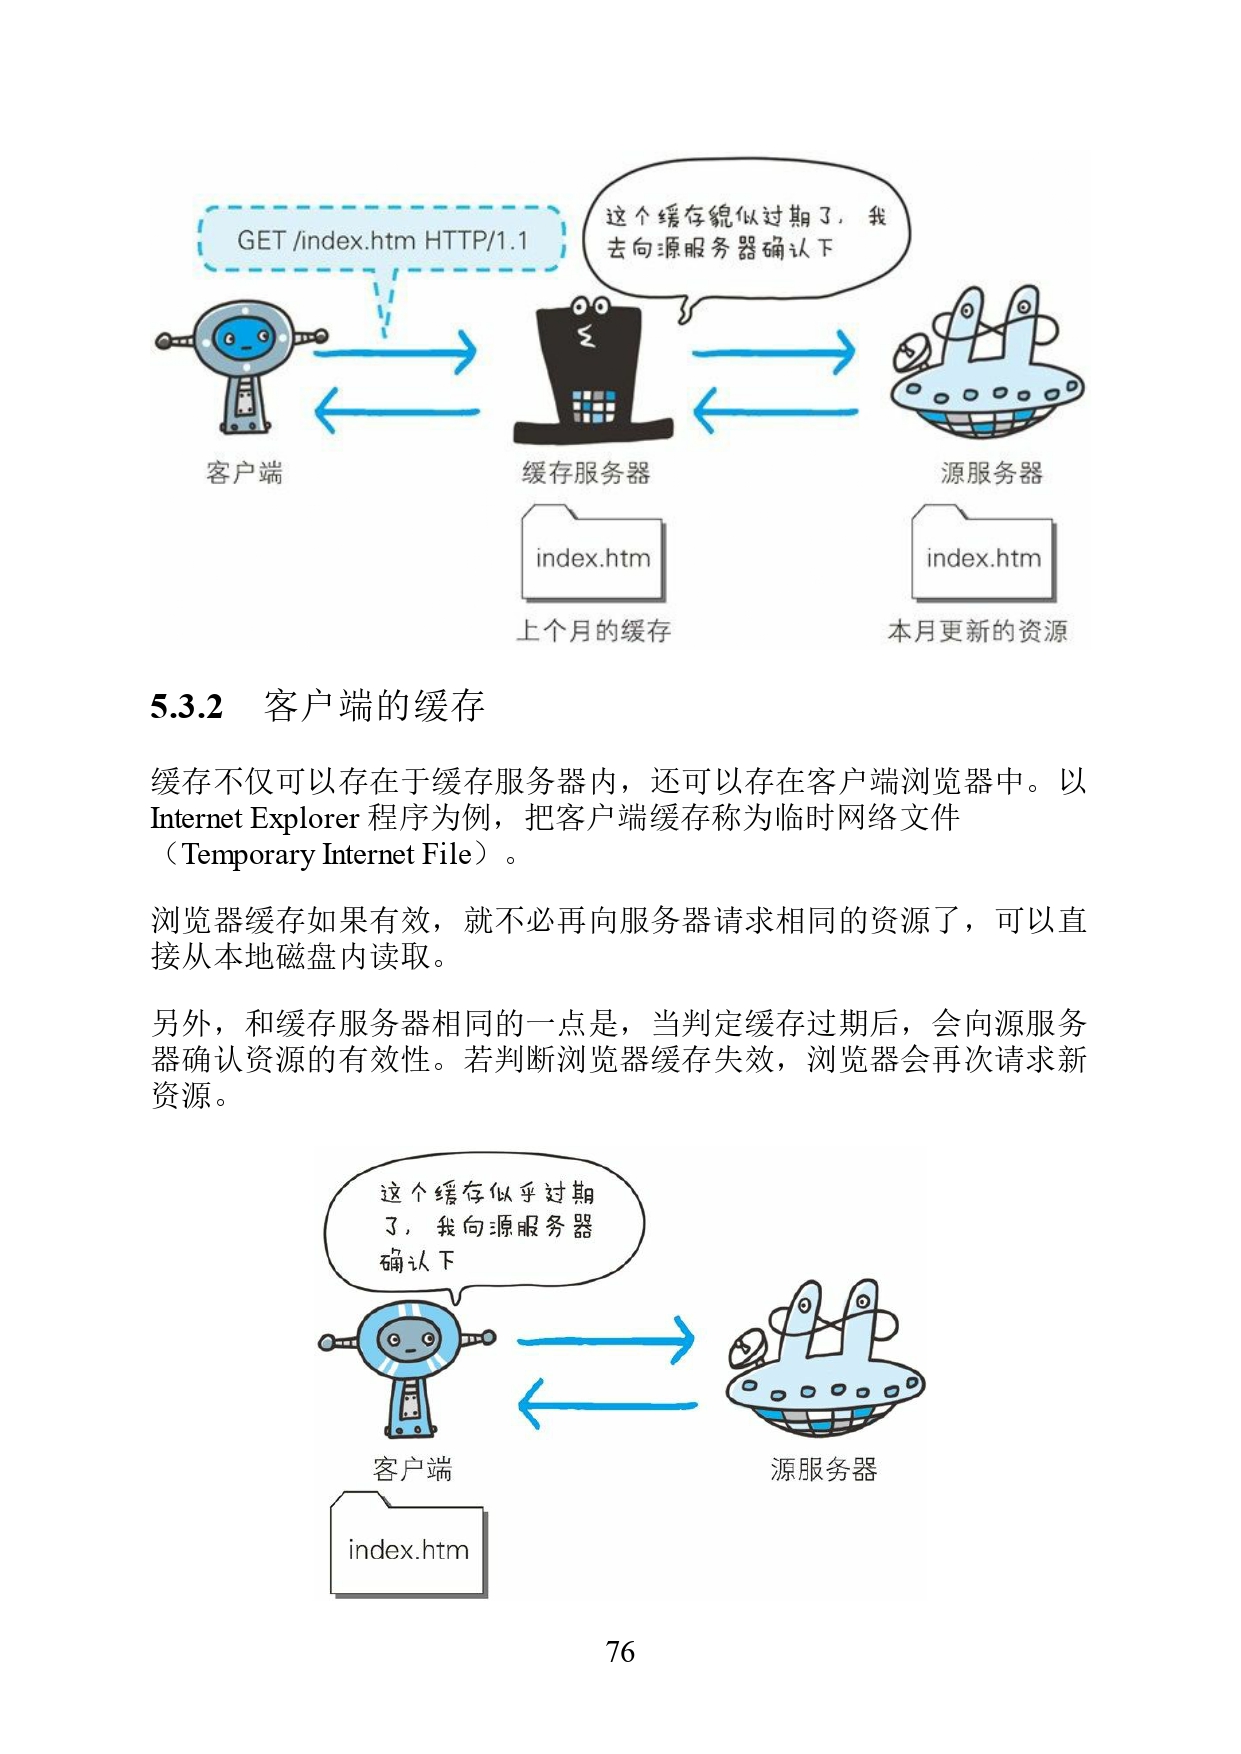 GET /index.htm HTTP/1.1
这个缓存貌似过期了，我
去向源服务器确认下
客户端
缓存服务器
源服务器
index.htm
index.htm
上个月的缓存
本月更新的资源
5.3.2 客户端的缓存
缓存不仅可以存在于缓存服务器内，还可以存在客户端浏览器中。以
Internet Explorer 程序为例，把客户端缓存称为临时网络文件
（Temporary Internet File）。
浏览器缓存如果有效，就不必再向服务器请求相同的资源了，可以直
接从本地磁盘内读取。
另外，和缓存服务器相同的一点是，当判定缓存过期后，会向源服务
器确认资源的有效性。若判断浏览器缓存失效，浏览器会再次请求新
资源。
这个缓存似乎过期
了，我向源服务器
确认下
客户端
源服务器
index.htm
76